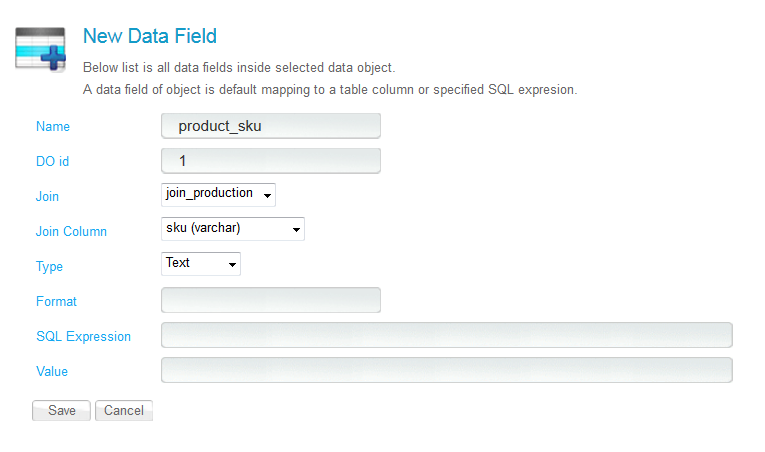 New Data Field
Below list is all data fields inside selected data object.
A data field of object is default mapping to a table column or specified SQL expresion.
Name product_sku
DO id 1
Join join_production
Join Column sku (varchar)
Type Text
Format
SQL Expression
Value
Save Cancel